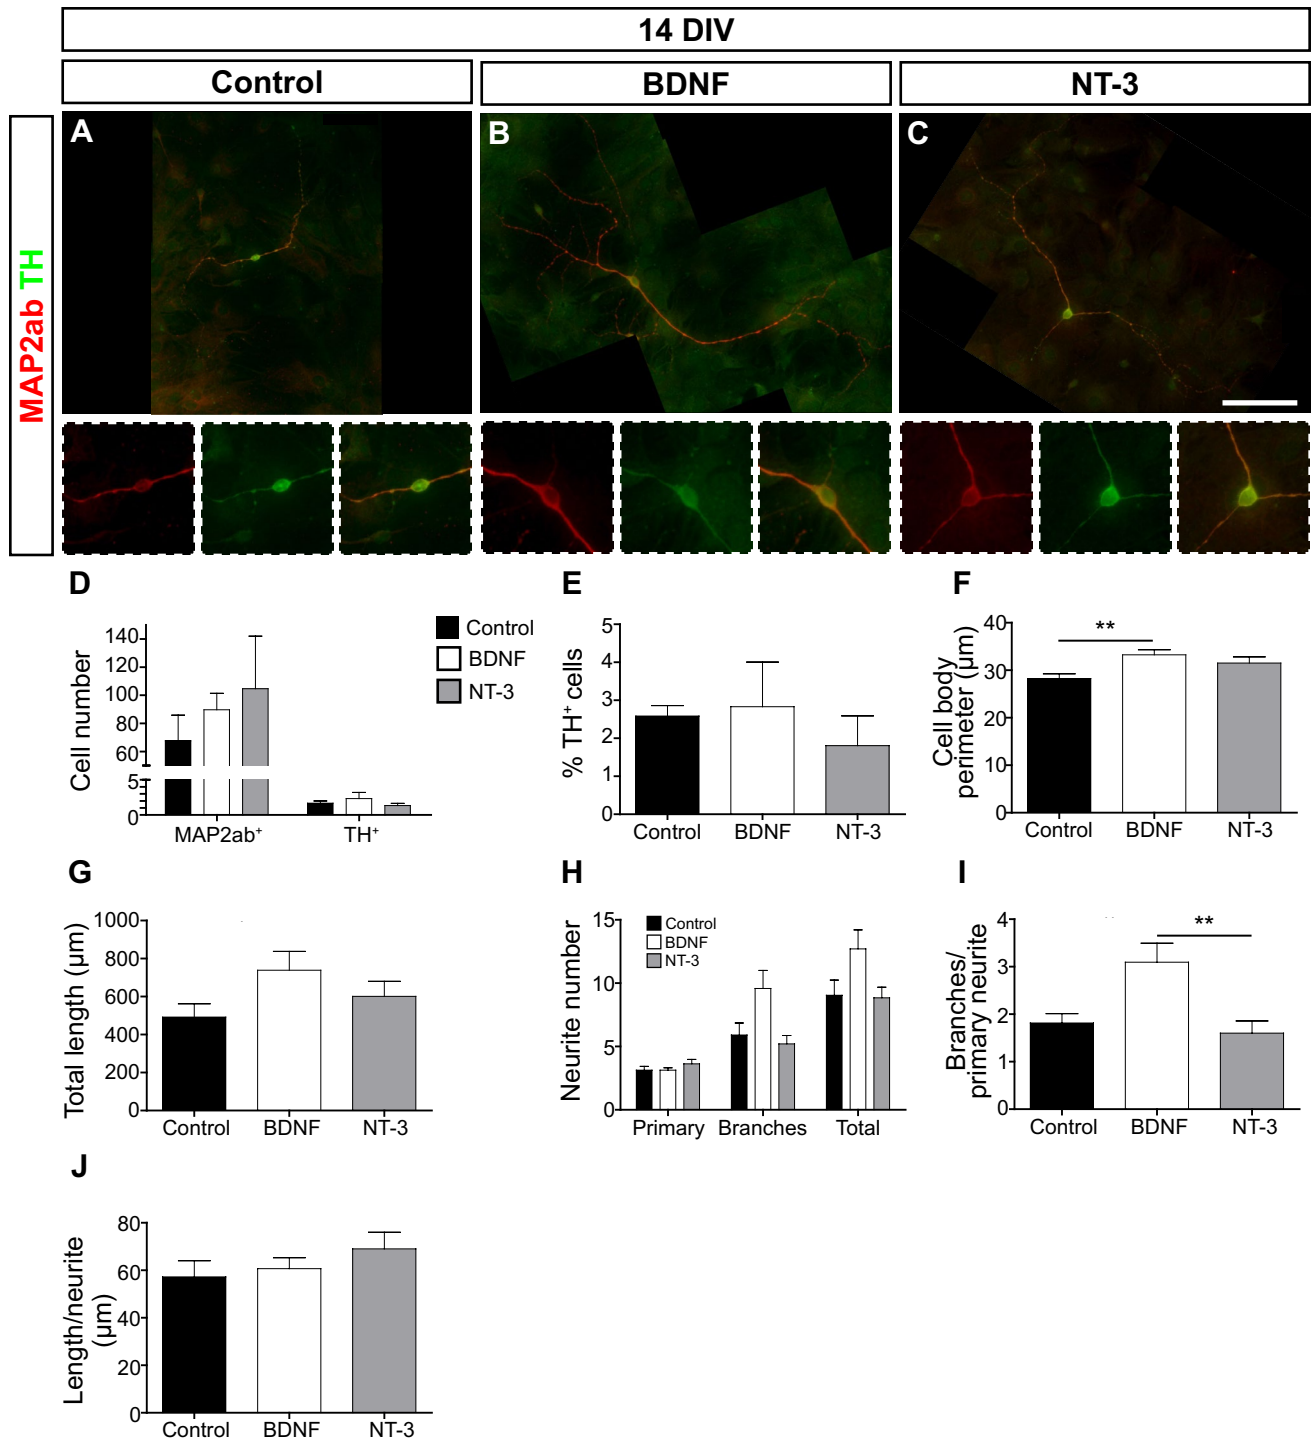 14 DIV
Control
BDNF
NT-3
MAP2ab TH
A
B
C
D
Cell number
140
120
100
80
60
5
0
MAP2ab⁺
TH⁺
Control
BDNF
NT-3
E
% TH⁺ cells
5
4
3
2
1
0
Control
BDNF
NT-3
F
Cell body
perimeter (µm)
40
30
20
10
0
**
Control
BDNF
NT-3
G
Total length (µm)
1000
800
600
400
200
0
Control
BDNF
NT-3
H
Neurite number
15
10
5
0
Control
BDNF
NT-3
Primary
Branches
Total
I
Branches/
primary neurite
4
3
2
1
0
**
Control
BDNF
NT-3
J
Length/neurite
(µm)
80
60
40
20
0
Control
BDNF
NT-3